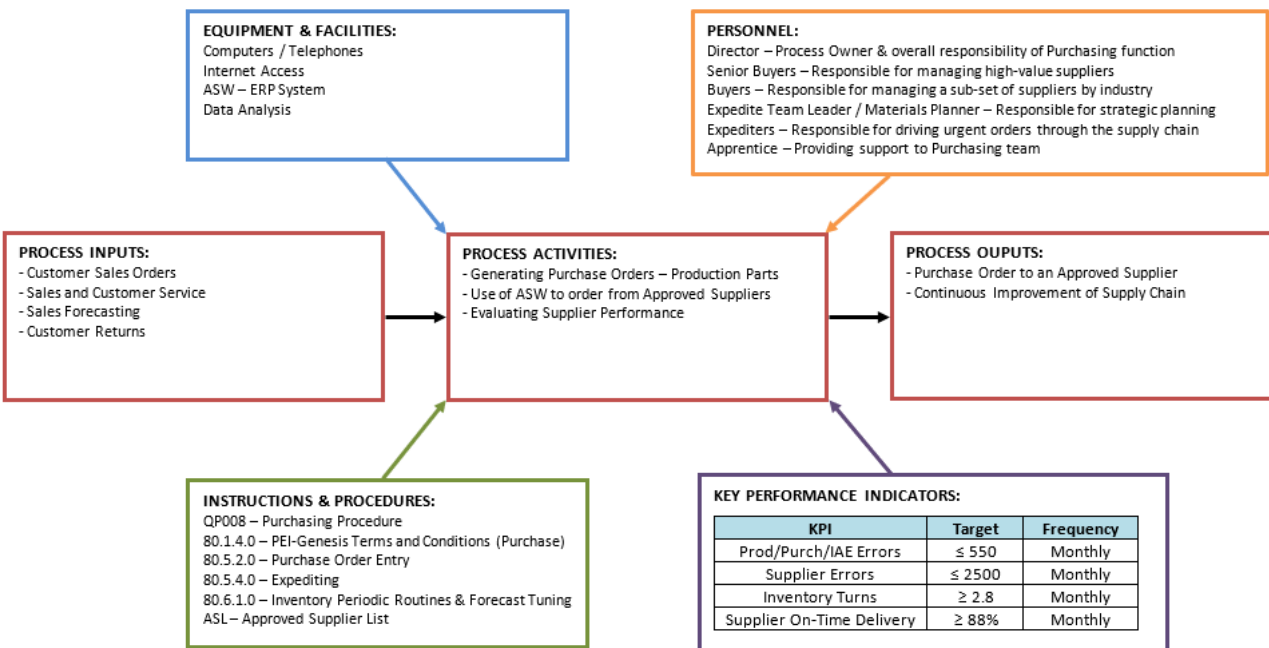 EQUIPMENT & FACILITIES:
Computers / Telephones
Internet Access
ASW – ERP System
Data Analysis
PERSONNEL:
Director – Process Owner & overall responsibility of Purchasing function
Senior Buyers – Responsible for managing high-value suppliers
Buyers – Responsible for managing a sub-set of suppliers by industry
Expedite Team Leader / Materials Planner – Responsible for strategic planning
Expediters – Responsible for driving urgent orders through the supply chain
Apprentice – Providing support to Purchasing team
PROCESS INPUTS:
- Customer Sales Orders
- Sales and Customer Service
- Sales Forecasting
- Customer Returns
PROCESS ACTIVITIES:
- Generating Purchase Orders – Production Parts
- Use of ASW to order from Approved Suppliers
- Evaluating Supplier Performance
PROCESS OUPUTS:
- Purchase Order to an Approved Supplier
- Continuous Improvement of Supply Chain
INSTRUCTIONS & PROCEDURES:
QP008 – Purchasing Procedure
80.1.4.0 – PEI-Genesis Terms and Conditions (Purchase)
80.5.2.0 – Purchase Order Entry
80.5.4.0 – Expediting
80.6.1.0 – Inventory Periodic Routines & Forecast Tuning
ASL – Approved Supplier List
KEY PERFORMANCE INDICATORS:
KPI Target Frequency
Prod/Purch/IAE Errors ≤ 550 Monthly
Supplier Errors ≤ 2500 Monthly
Inventory Turns ≥ 2.8 Monthly
Supplier On-Time Delivery ≥ 88% Monthly